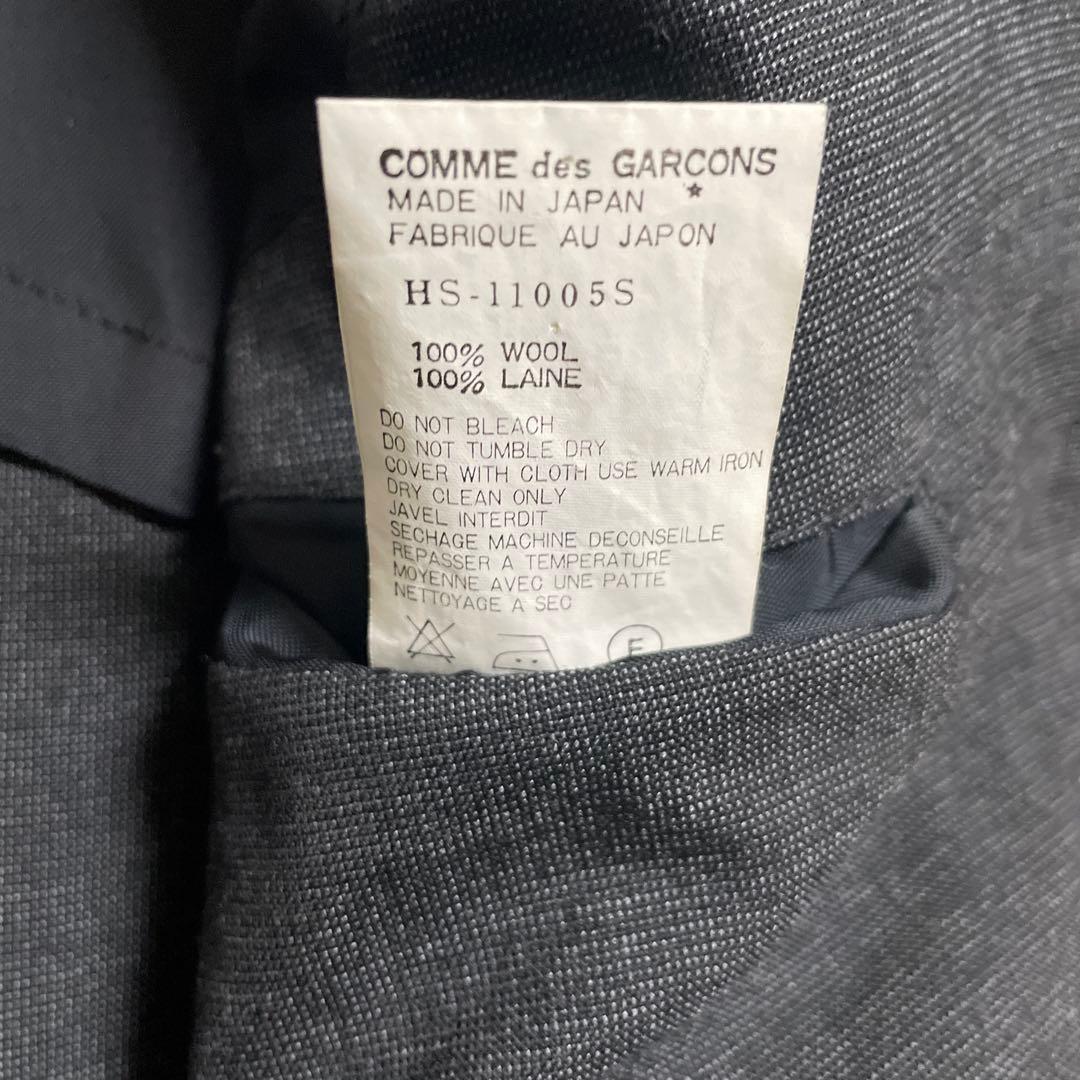 COMME des GARCONS
MADE IN JAPAN ★
FABRIQUE AU JAPON
HS-11005S
100% WOOL
100% LAINE
DO NOT BLEACH
DO NOT TUMBLE DRY
COVER WITH CLOTH USE WARM IRON
DRY CLEAN ONLY
JAVEL INTERDIT
SECHAGE MACHINE DECONSEILLE
REPASSER A TEMPERATURE
MOYENNE AVEC UNE PATTE
NETTOYAGE A SEC
F